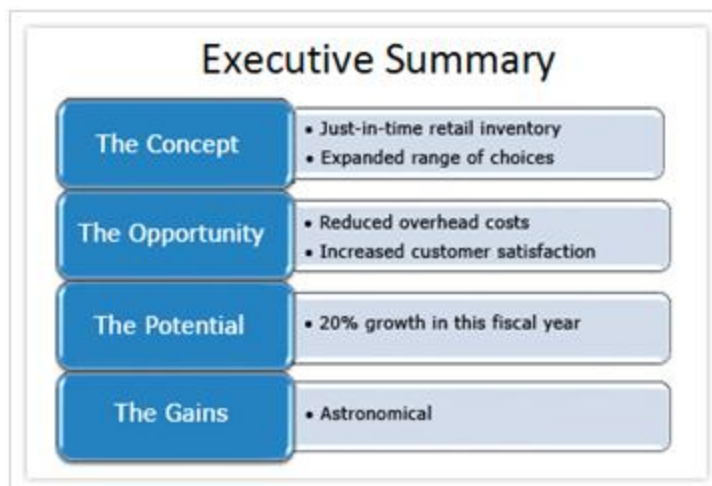 Executive Summary
The Concept
• Just-in-time retail inventory
• Expanded range of choices
The Opportunity
• Reduced overhead costs
• Increased customer satisfaction
The Potential
• 20% growth in this fiscal year
The Gains
• Astronomical